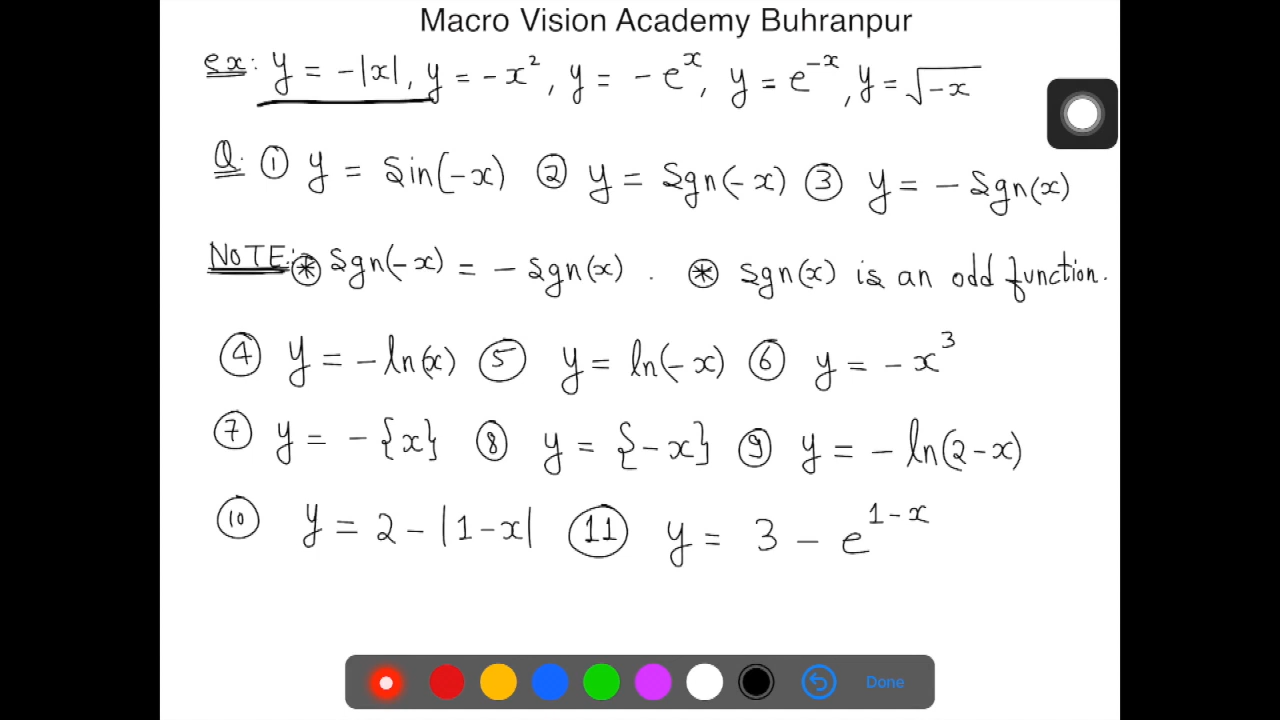 Macro Vision Academy Buhranpur
ex: y = -|x|, y = -x², y = -eˣ, y = e⁻ˣ, y = √-x
Q: ① y = Sin(-x) ② y = Sgn(-x) ③ y = - Sgn(x)
NOTE: ⊛ Sgn(-x) = - Sgn(x). ⊛ Sgn(x) is an odd function.
④ y = -ln(x) ⑤ y = ln(-x) ⑥ y = -x³
⑦ y = -{x} ⑧ y = {-x} ⑨ y = - ln(2-x)
⑩ y = 2-|1-x| ⑪ y = 3 - e¹⁻ˣ
Done